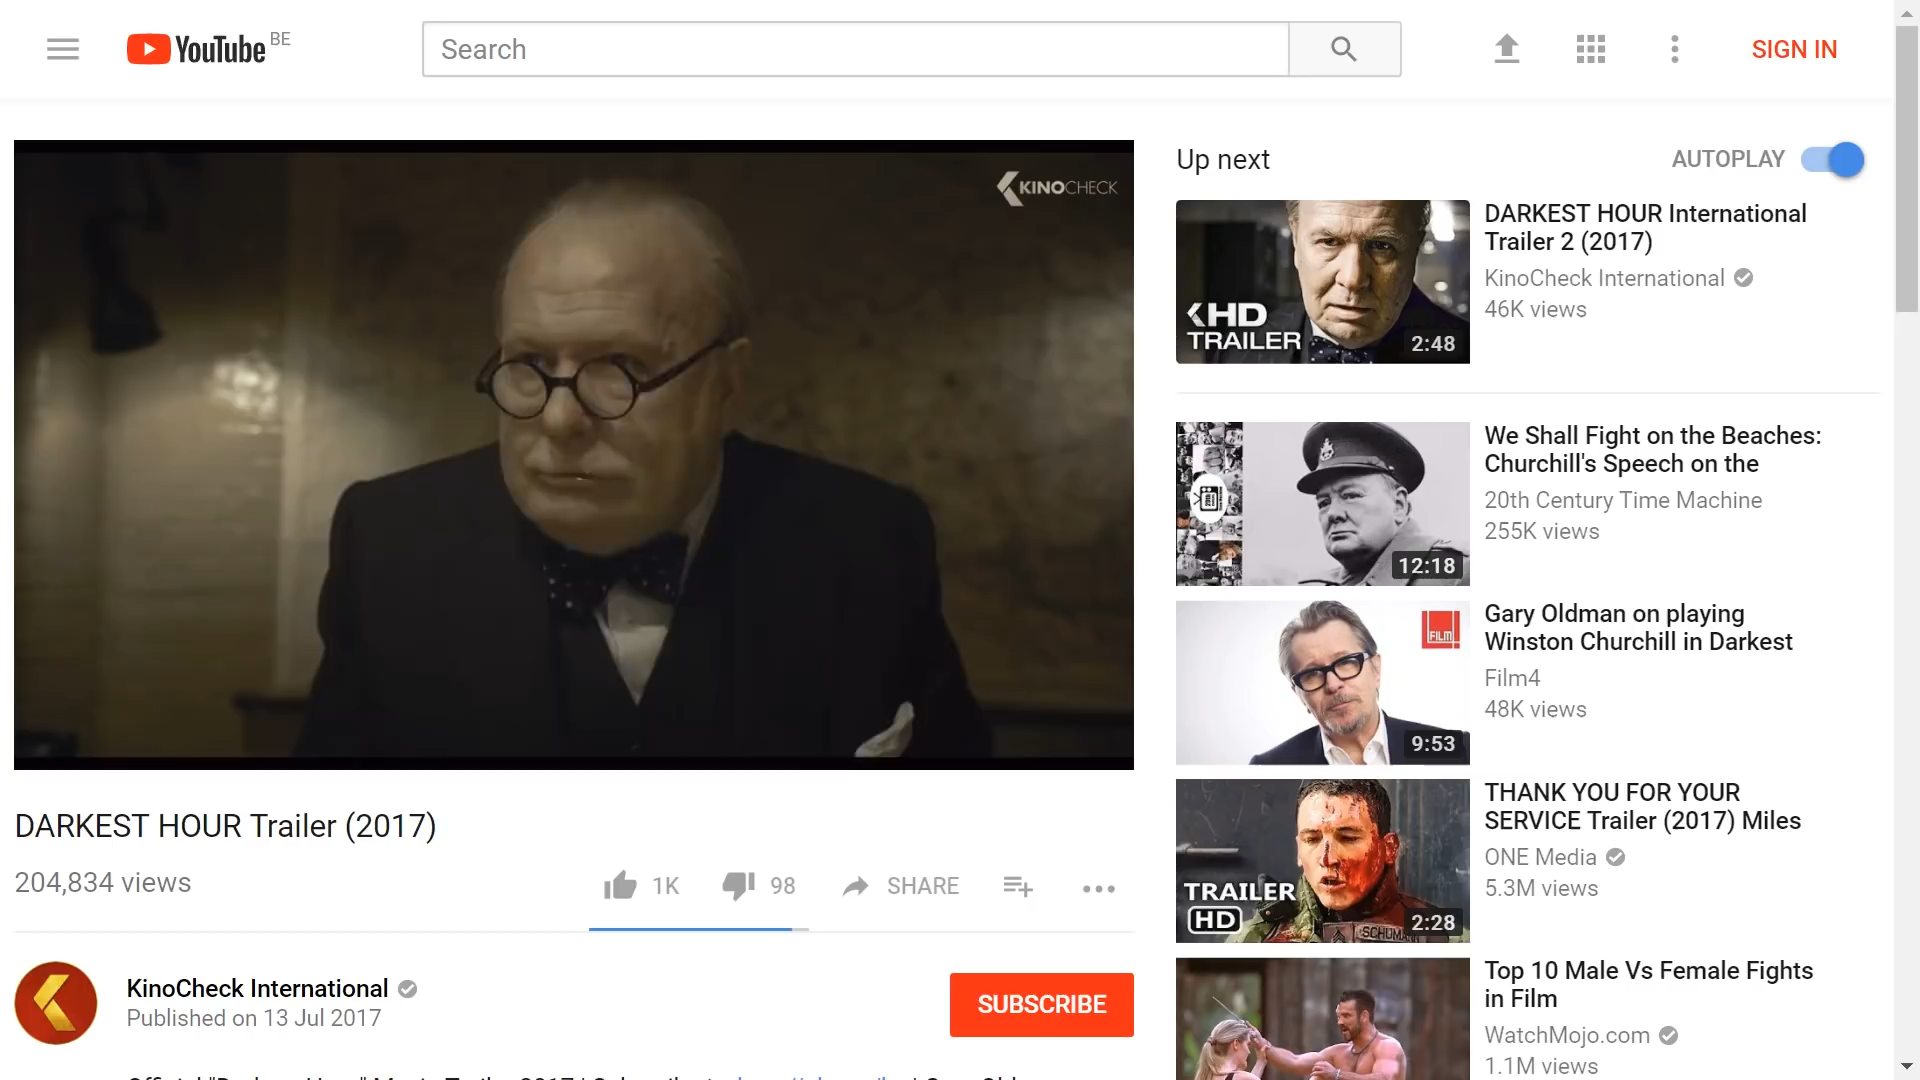 YouTube BE
Search
SIGN IN
KINOCHECK
Up next
AUTOPLAY
KHD
TRAILER
2:48
DARKEST HOUR International
Trailer 2 (2017)
KinoCheck International
46K views
12:18
We Shall Fight on the Beaches:
Churchill's Speech on the
20th Century Time Machine
255K views
FILM
9:53
Gary Oldman on playing
Winston Churchill in Darkest
Film4
48K views
TRAILER
HD
SCHUMANN
2:28
THANK YOU FOR YOUR
SERVICE Trailer (2017) Miles
ONE Media
5.3M views
Top 10 Male Vs Female Fights
in Film
WatchMojo.com
1.1M views
DARKEST HOUR Trailer (2017)
204,834 views
1K
98
SHARE
KinoCheck International
Published on 13 Jul 2017
SUBSCRIBE